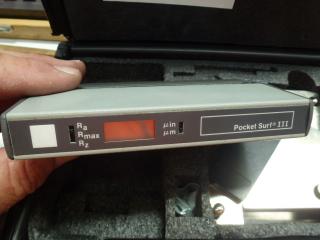 Ra
Rmax
Rz
µin
µm
Pocket Surf® III